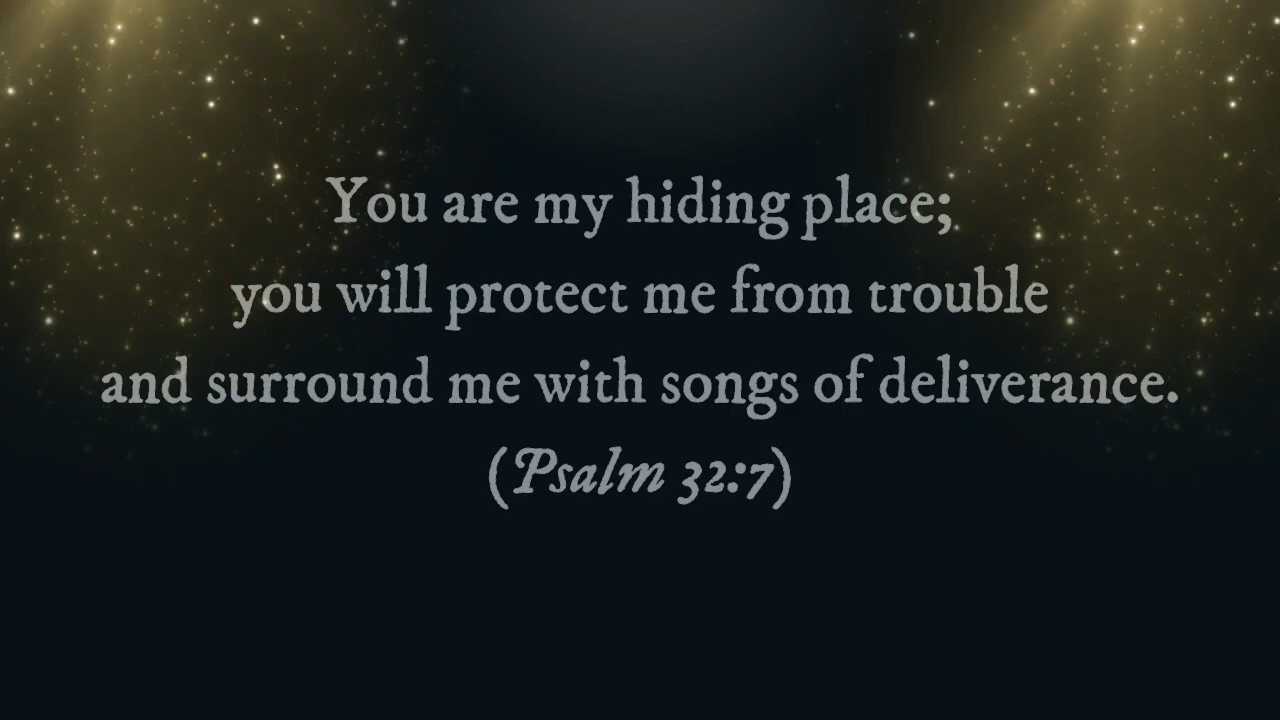 You are my hiding place;
you will protect me from trouble
and surround me with songs of deliverance.
(Psalm 32:7)